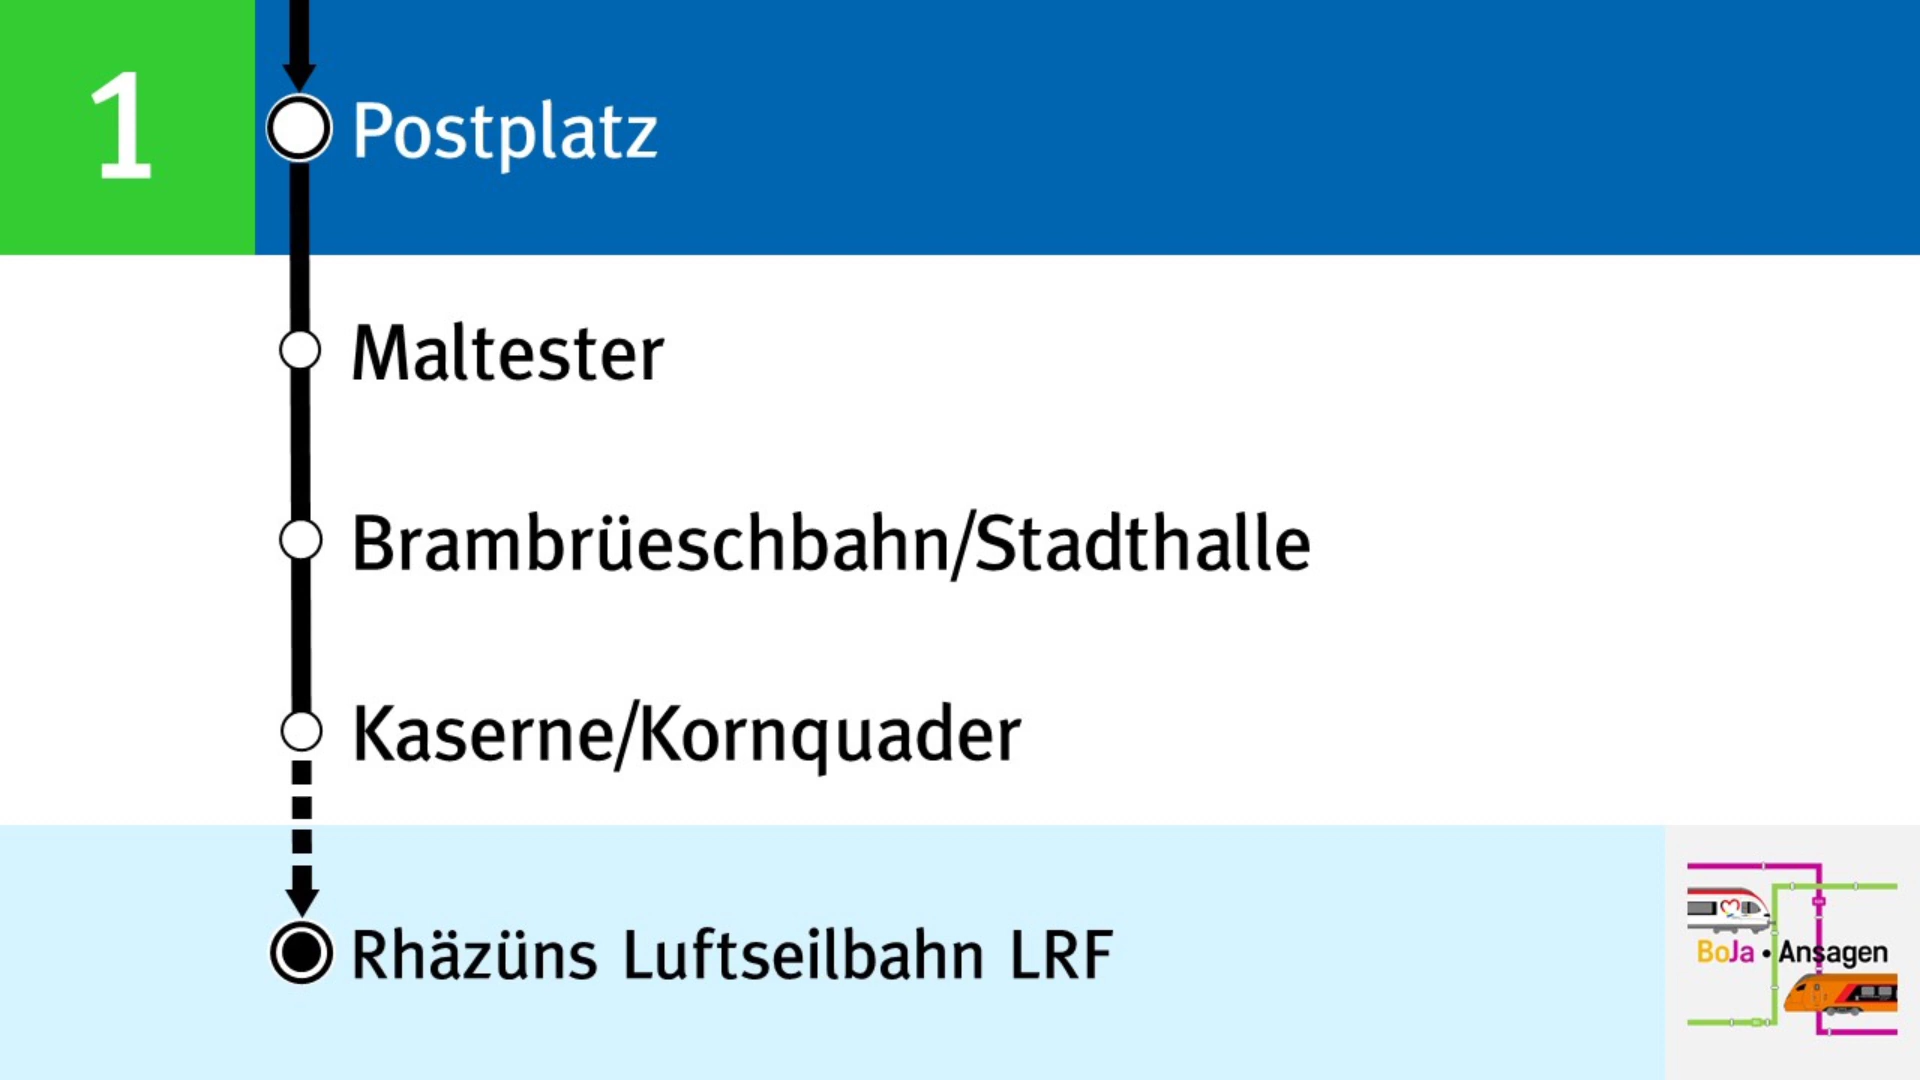 1
Postplatz
Maltester
Brambrüeschbahn/Stadthalle
Kaserne/Kornquader
Rhäzüns Luftseilbahn LRF
BoJa • Ansagen